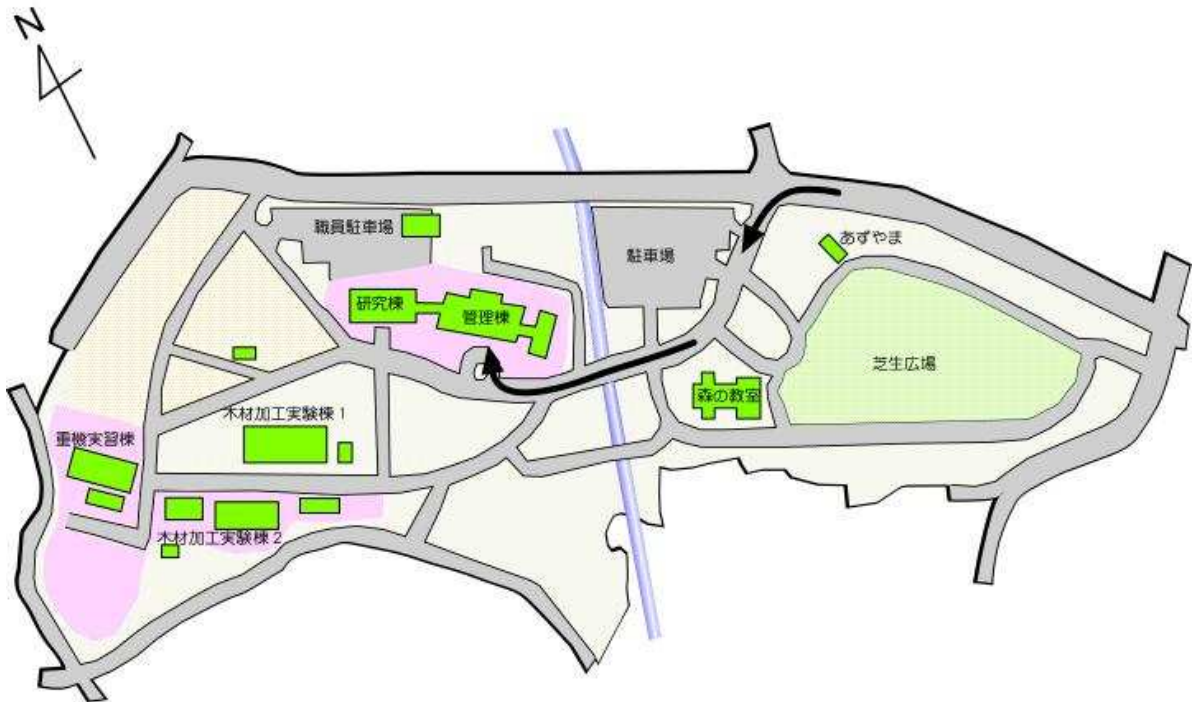 N
職員駐車場
駐車場
あずやま
研究棟
管理棟
芝生広場
森の教室
木材加工実験棟1
重機実習棟
木材加工実験棟2